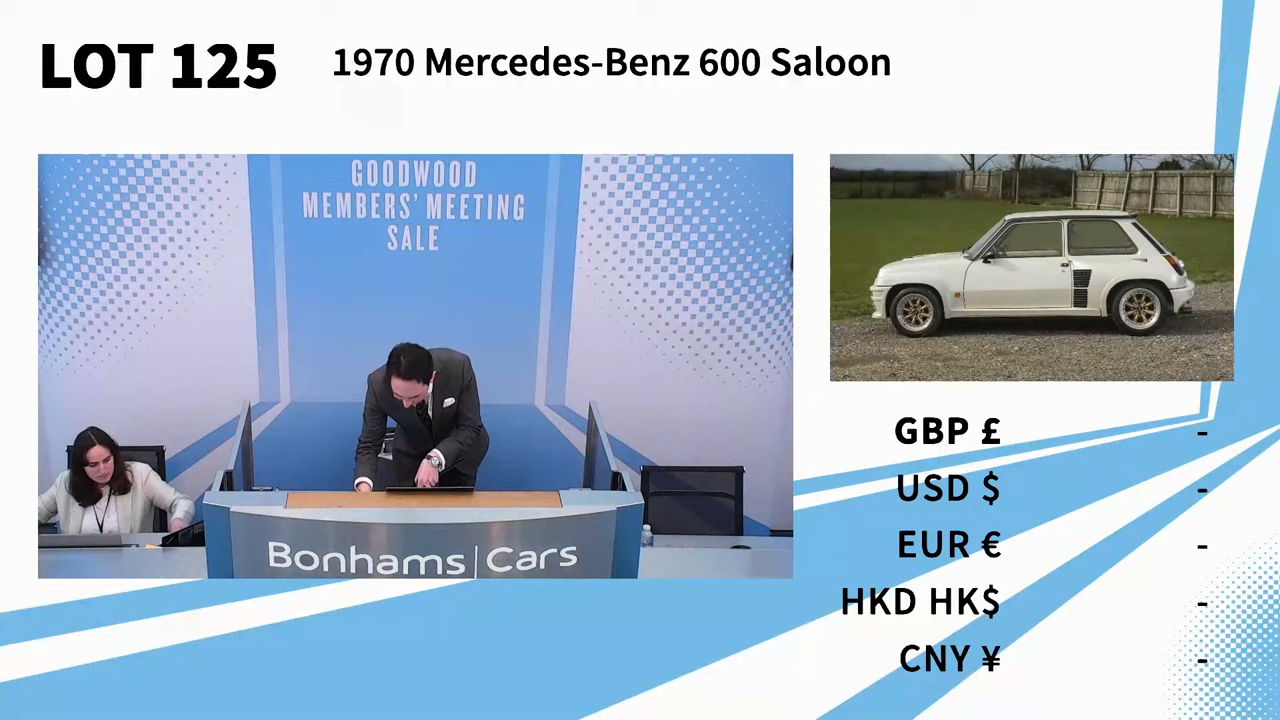 LOT 125
1970 Mercedes-Benz 600 Saloon
GOODWOOD
MEMBERS' MEETING
SALE
Bonhams|Cars
GBP £ -
USD $ -
EUR € -
HKD HK$ -
CNY ¥ -